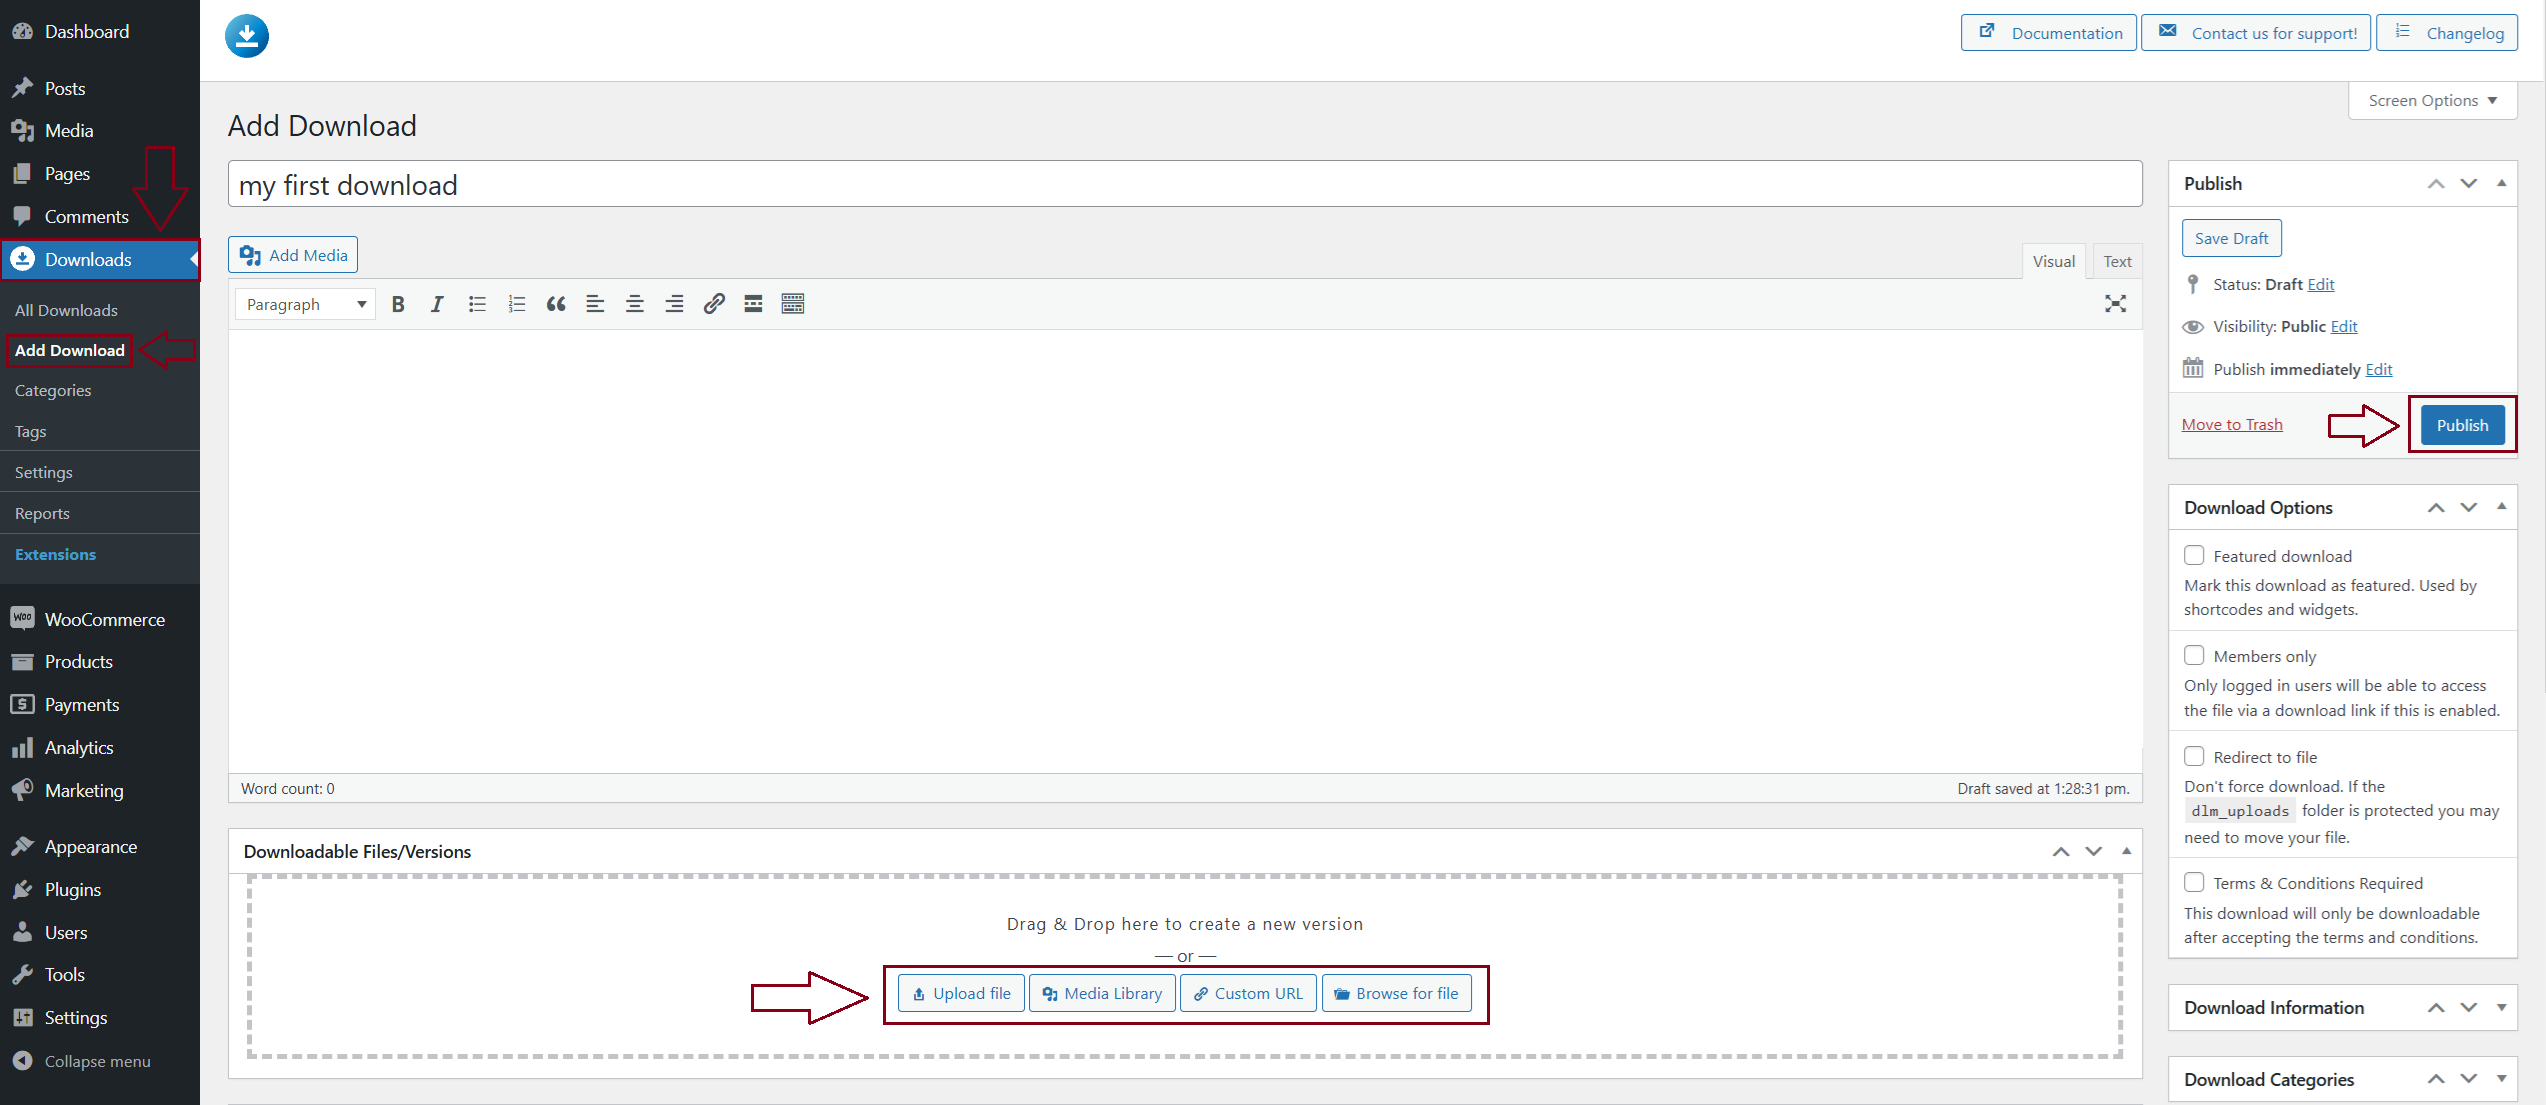 Dashboard
Posts
Media
Pages
Comments
Downloads
All Downloads
Add Download
Categories
Tags
Settings
Reports
Extensions
WooCommerce
Products
Payments
Analytics
Marketing
Appearance
Plugins
Users
Tools
Settings
Collapse menu
Documentation
Contact us for support!
Changelog
Screen Options
Add Download
my first download
Add Media
Visual
Text
Paragraph
Word count: 0
Draft saved at 1:28:31 pm.
Downloadable Files/Versions
Drag & Drop here to create a new version
— or —
Upload file
Media Library
Custom URL
Browse for file
Publish
Save Draft
Status: Draft Edit
Visibility: Public Edit
Publish immediately Edit
Move to Trash
Publish
Download Options
Featured download
Mark this download as featured. Used by
shortcodes and widgets.
Members only
Only logged in users will be able to access
the file via a download link if this is enabled.
Redirect to file
Don't force download. If the
dlm_uploads folder is protected you may
need to move your file.
Terms & Conditions Required
This download will only be downloadable
after accepting the terms and conditions.
Download Information
Download Categories